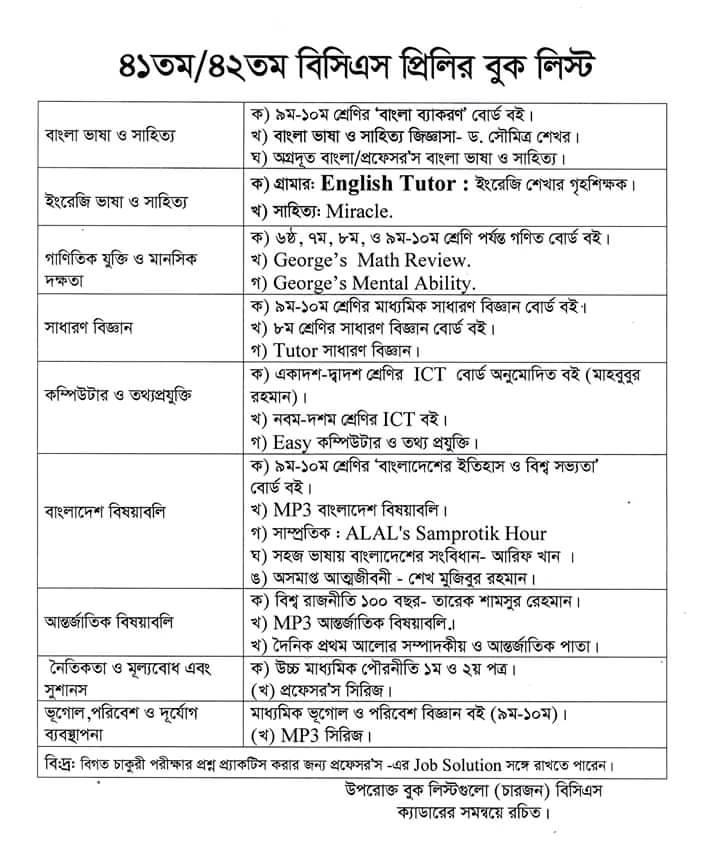 ৪১তম/৪২তম বিসিএস প্রিলির বুক লিস্ট
বাংলা ভাষা ও সাহিত্য
ক) ৯ম-১০ম শ্রেণির ‘বাংলা ব্যাকরণ’ বোর্ড বই।
খ) বাংলা ভাষা ও সাহিত্য জিজ্ঞাসা- ড. সৌমিত্র শেখর।
ঘ) অগ্রদূত বাংলা/প্রফেসর'স বাংলা ভাষা ও সাহিত্য।
ইংরেজি ভাষা ও সাহিত্য
ক) গ্রামারঃ English Tutor : ইংরেজি শেখার গৃহশিক্ষক।
খ) সাহিত্যঃ Miracle.
গাণিতিক যুক্তি ও মানসিক
দক্ষতা
ক) ৬ষ্ঠ, ৭ম, ৮ম, ও ৯ম-১০ম শ্রেণি পর্যন্ত গণিত বোর্ড বই।
খ) George's Math Review.
গ) George's Mental Ability.
সাধারণ বিজ্ঞান
ক) ৯ম-১০ম শ্রেণির মাধ্যমিক সাধারণ বিজ্ঞান বোর্ড বই।
খ) ৮ম শ্রেণির সাধারণ বিজ্ঞান বোর্ড বই।
গ) Tutor সাধারণ বিজ্ঞান।
কম্পিউটার ও তথ্যপ্রযুক্তি
ক) একাদশ-দ্বাদশ শ্রেণির ICT বোর্ড অনুমোদিত বই (মাহবুবুর
রহমান)।
খ) নবম-দশম শ্রেণির ICT বই।
গ) Easy কম্পিউটার ও তথ্য প্রযুক্তি।
বাংলাদেশ বিষয়াবলি
ক) ৯ম-১০ম শ্রেণির ‘বাংলাদেশের ইতিহাস ও বিশ্ব সভ্যতা’
বোর্ড বই।
খ) MP3 বাংলাদেশ বিষয়াবলি।
গ) সাম্প্রতিক : ALAL's Samprotik Hour
ঘ) সহজ ভাষায় বাংলাদেশের সংবিধান- আরিফ খান ।
ঙ) অসমাপ্ত আত্মজীবনী - শেখ মুজিবুর রহমান।
আন্তর্জাতিক বিষয়াবলি
ক) বিশ্ব রাজনীতি ১০০ বছর- তারেক শামসুর রেহমান।
খ) MP3 আন্তর্জাতিক বিষয়াবলি.।
খ) দৈনিক প্রথম আলোর সম্পাদকীয় ও আন্তর্জাতিক পাতা।
নৈতিকতা ও মূল্যবোধ এবং
সুশানস
ক) উচ্চ মাধ্যমিক পৌরনীতি ১ম ও ২য় পত্র।
(খ) প্রফেসর'স সিরিজ।
ভূগোল,পরিবেশ ও দূর্যোগ
ব্যবস্থাপনা
মাধ্যমিক ভূগোল ও পরিবেশ বিজ্ঞান বই (৯ম-১০ম)।
(খ) MP3 সিরিজ।
বি:দ্র: বিগত চাকুরী পরীক্ষার প্রশ্ন প্র্যাকটিস করার জন্য প্রফেসর'স -এর Job Solution সঙ্গে রাখতে পারেন।
উপরোক্ত বুক লিস্টগুলো (চারজন) বিসিএস
ক্যাডারের সমন্বয়ে রচিত।